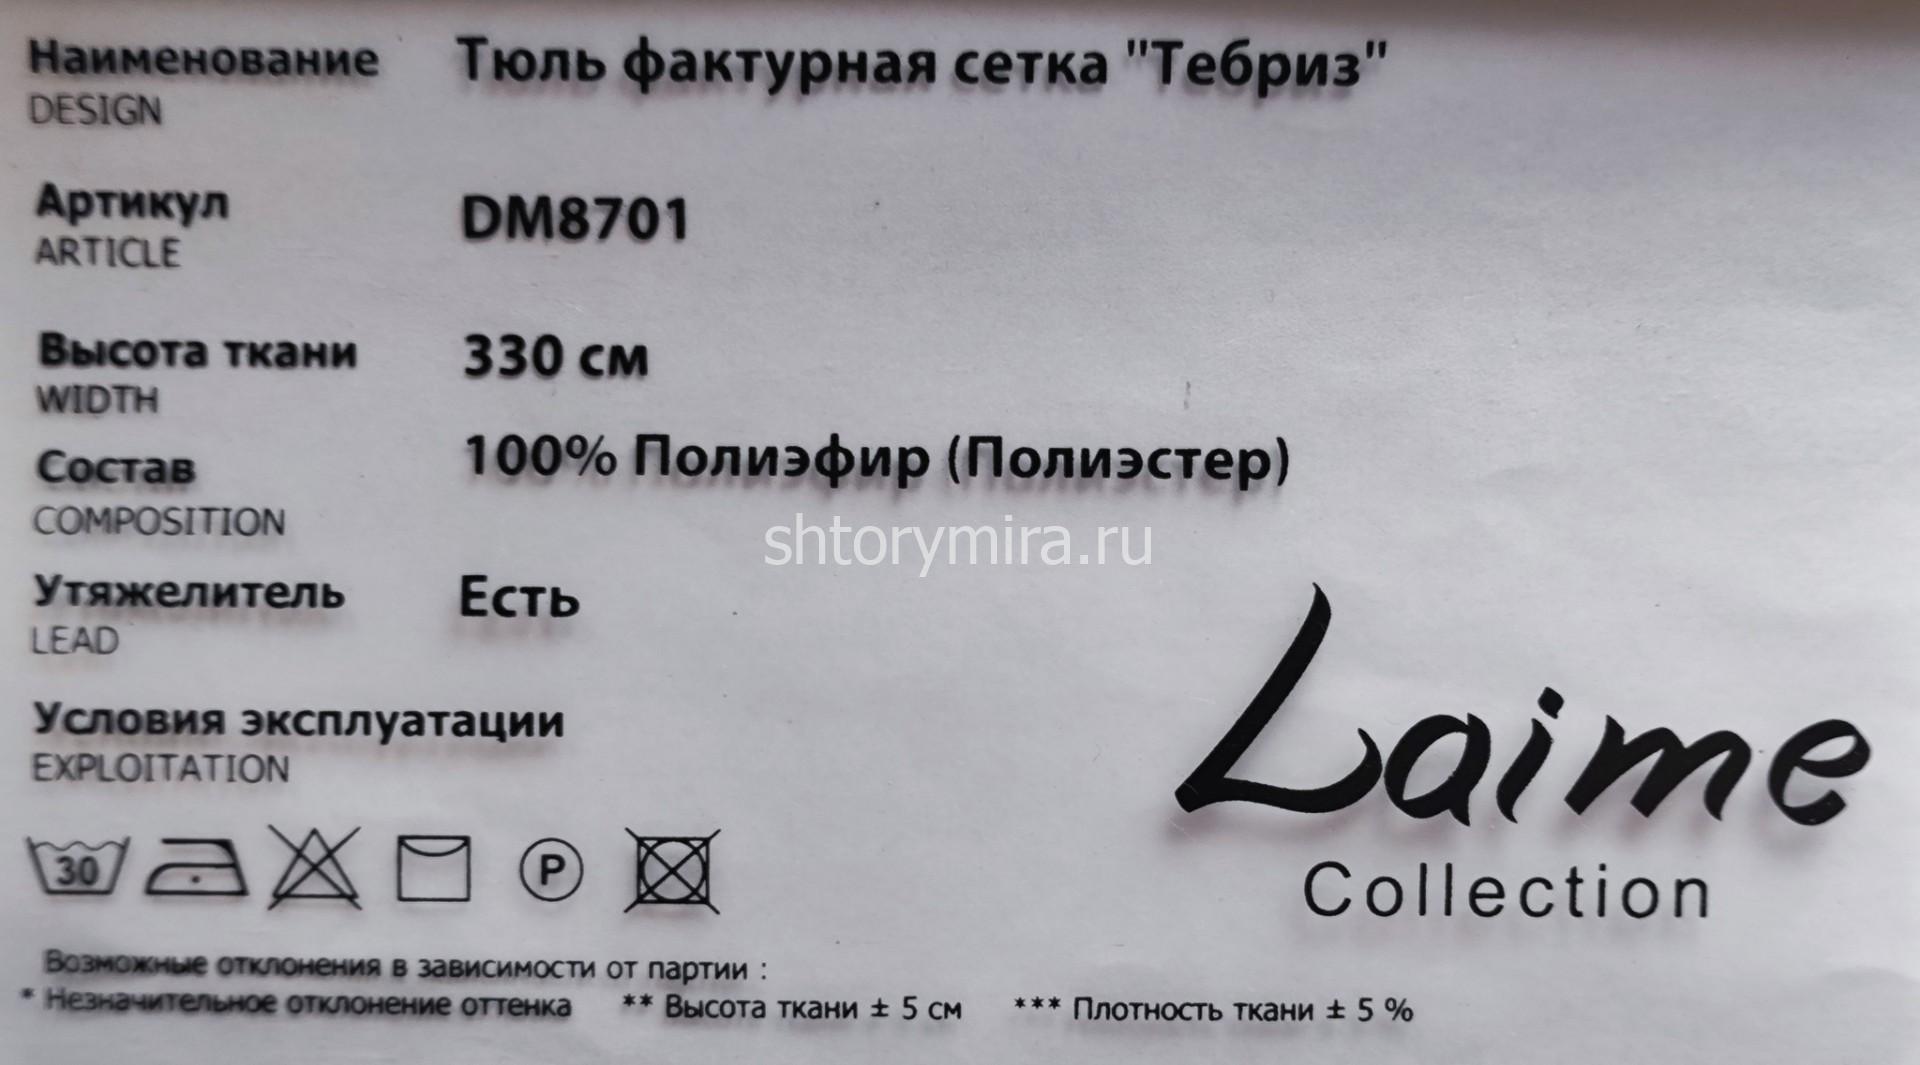 Наименование Тюль фактурная сетка "Тебриз"
DESIGN
Артикул DM8701
ARTICLE
Высота ткани 330 см
WIDTH
Состав 100% Полиэфир (Полиэстер)
COMPOSITION
shtorymira.ru
Утяжелитель Есть
LEAD
Условия эксплуатации
EXPLOITATION
Laime
Collection
30 P
Возможные отклонения в зависимости от партии :
* Незначительное отклонение оттенка ** Высота ткани ± 5 см *** Плотность ткани ± 5 %